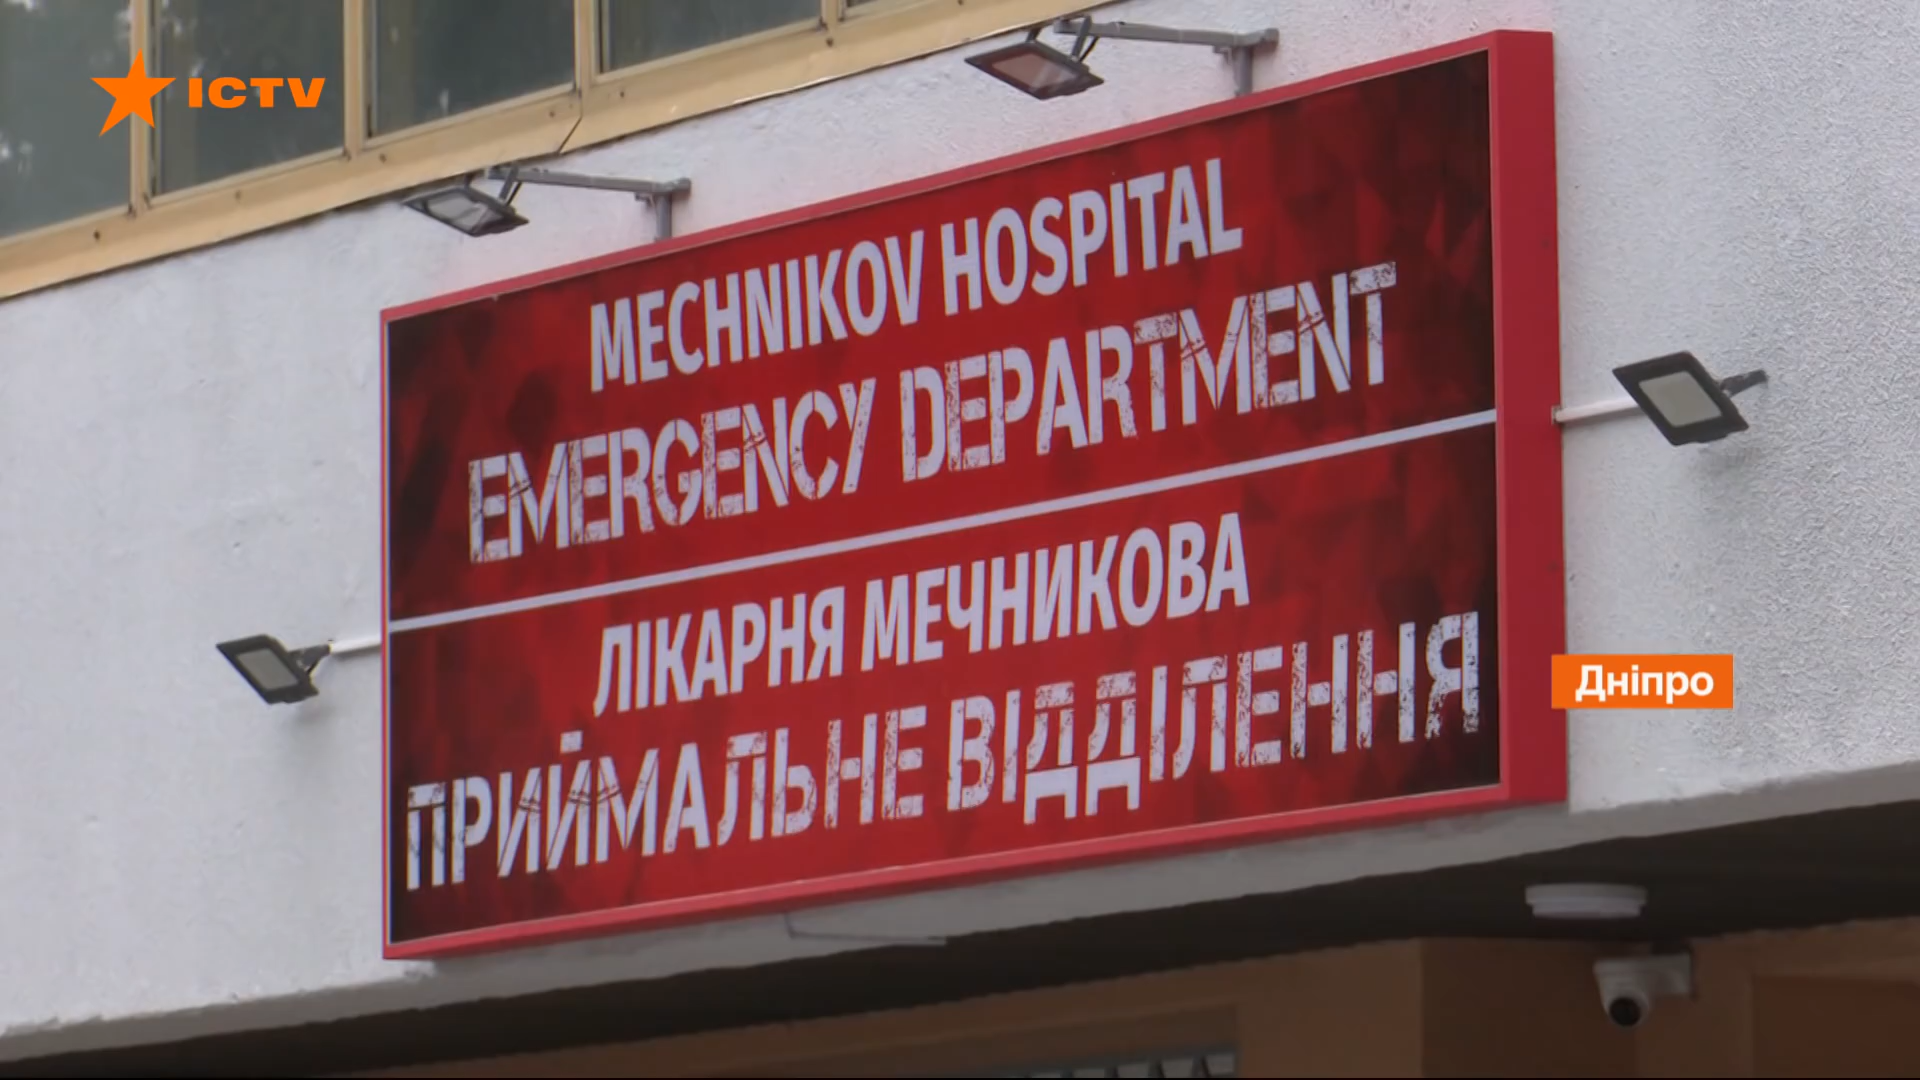 ICTV
MECHNIKOV HOSPITAL
EMERGENCY DEPARTMENT
ЛІКАРНЯ МЕЧНИКОВА
ПРИЙМАЛЬНЕ ВІДДІЛЕННЯ
Дніпро